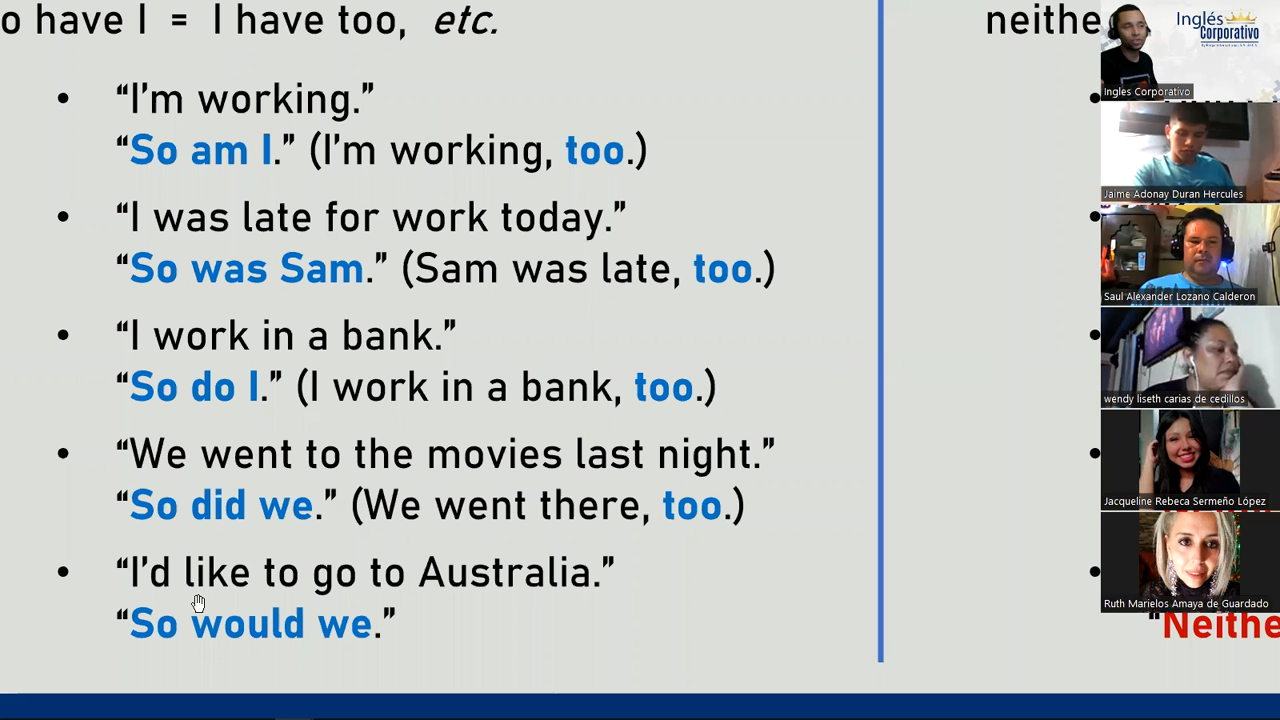 o have I = I have too, etc.
• “I’m working.”
“So am I.” (I’m working, too.)
• “I was late for work today.”
“So was Sam.” (Sam was late, too.)
• “I work in a bank.”
“So do I.” (I work in a bank, too.)
• “We went to the movies last night.”
“So did we.” (We went there, too.)
• “I’d like to go to Australia.”
“So would we.”
neithe
“Neithe
Inglés
Corporativo
Ingles Corporativo
Jaime Adonay Duran Hercules
Saul Alexander Lozano Calderon
wendy liseth carias de cedillos
Jacqueline Rebeca Sermeño López
Ruth Marielos Amaya de Guardado